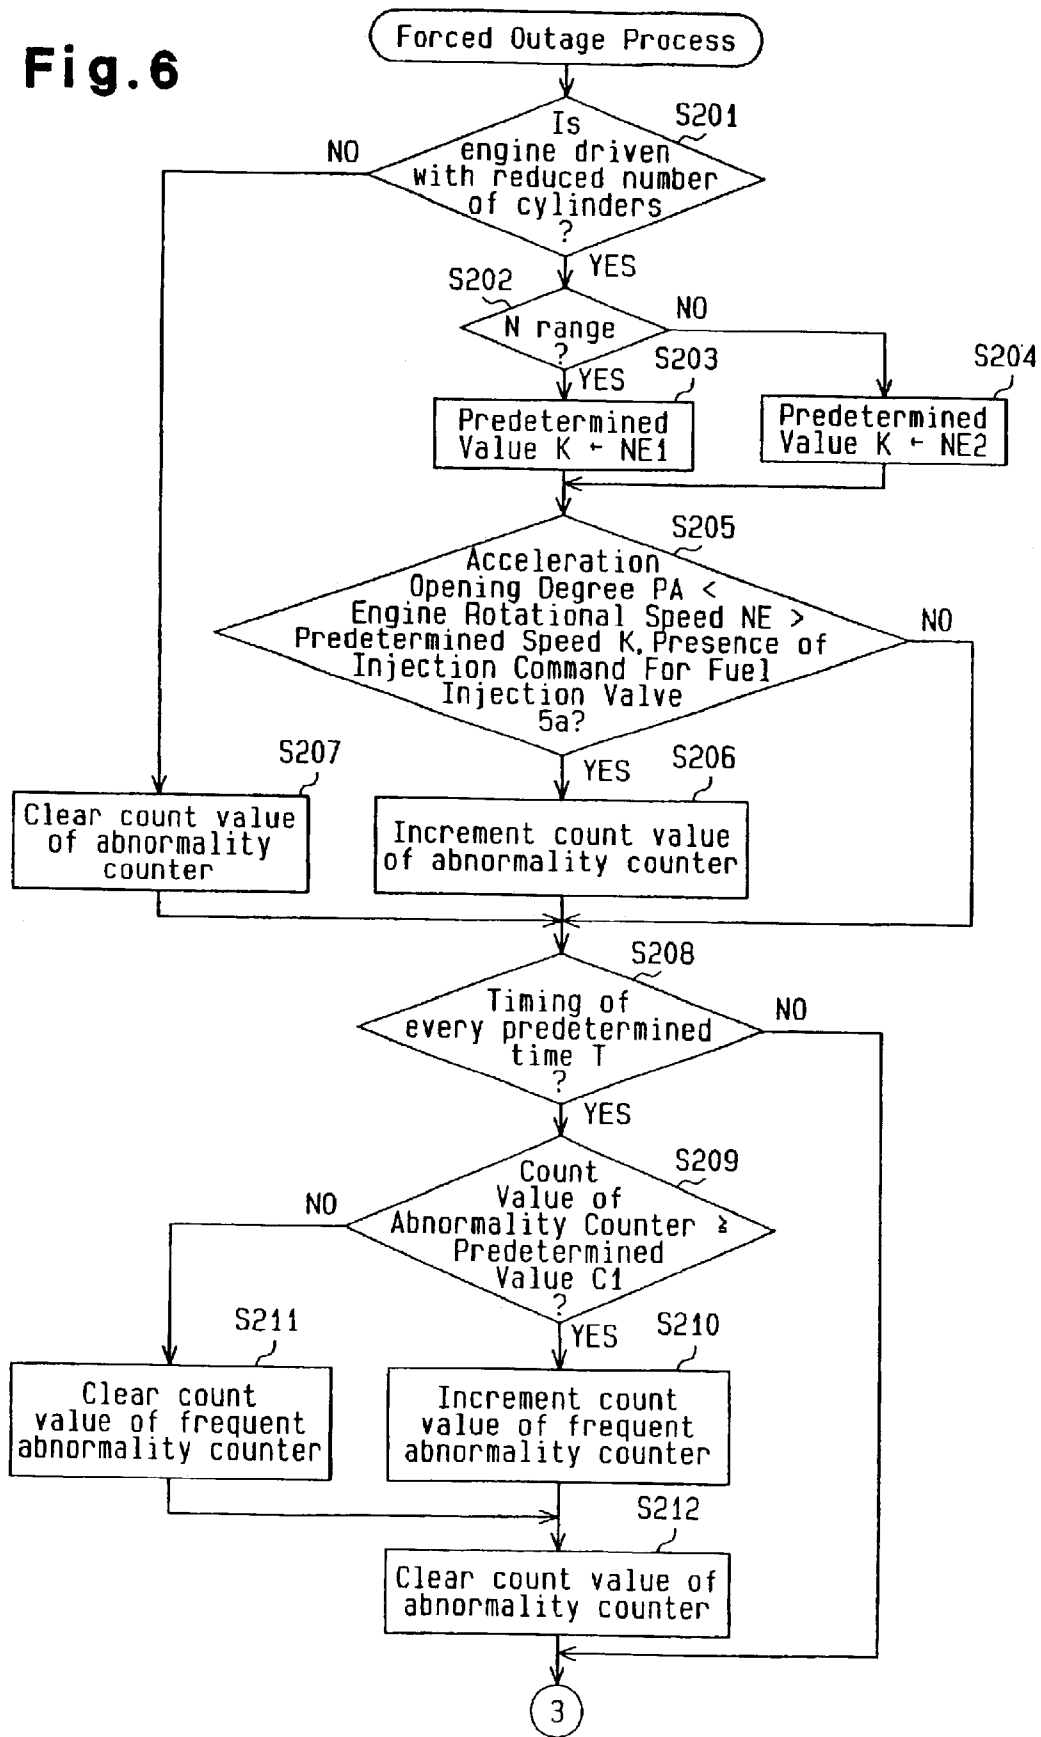 Fig.6
Forced Outage Process
S201
Is
engine driven
with reduced number
of cylinders
?
NO
YES
S202
N range
?
NO
YES
S203
Predetermined
Value K ← NE1
S204
Predetermined
Value K ← NE2
S205
Acceleration
Opening Degree PA <
Engine Rotational Speed NE >
Predetermined Speed K, Presence of
Injection Command For Fuel
Injection Valve
5a?
NO
YES
S207
Clear count value
of abnormality
counter
S206
Increment count value
of abnormality counter
S208
Timing of
every predetermined
time T
?
NO
YES
S209
Count
Value of
Abnormality Counter ≧
Predetermined
Value C1
?
NO
YES
S211
Clear count
value of frequent
abnormality counter
S210
Increment count
value of frequent
abnormality counter
S212
Clear count value of
abnormality counter
3